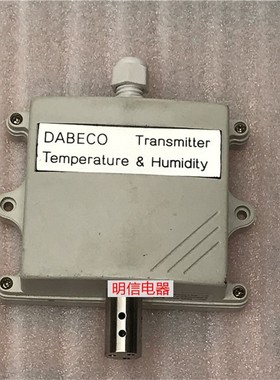 DABECO Transmitter
Temperature & Humidity
明信电器